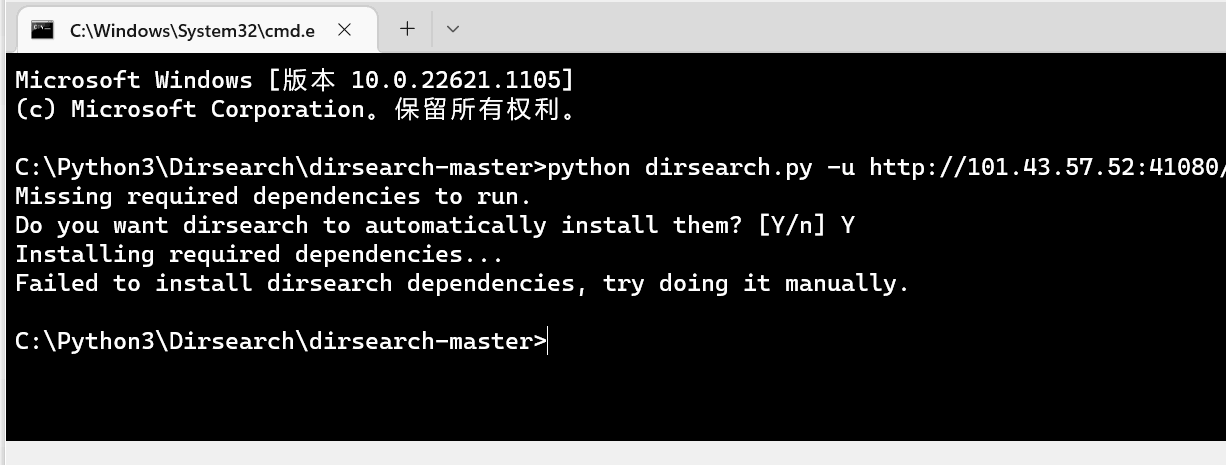 C:\Windows\System32\cmd.e
Microsoft Windows [版本 10.0.22621.1105]
(c) Microsoft Corporation。保留所有权利。
C:\Python3\Dirsearch\dirsearch-master>python dirsearch.py -u http://101.43.57.52:41080/
Missing required dependencies to run.
Do you want dirsearch to automatically install them? [Y/n] Y
Installing required dependencies...
Failed to install dirsearch dependencies, try doing it manually.
C:\Python3\Dirsearch\dirsearch-master>